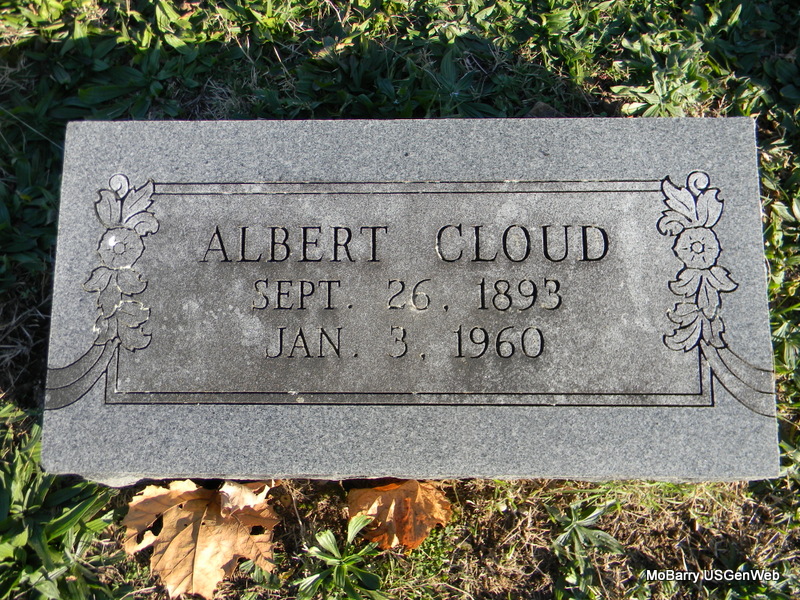 ALBERT CLOUD
SEPT. 26, 1893
JAN. 3, 1960
MoBarry USGenWeb